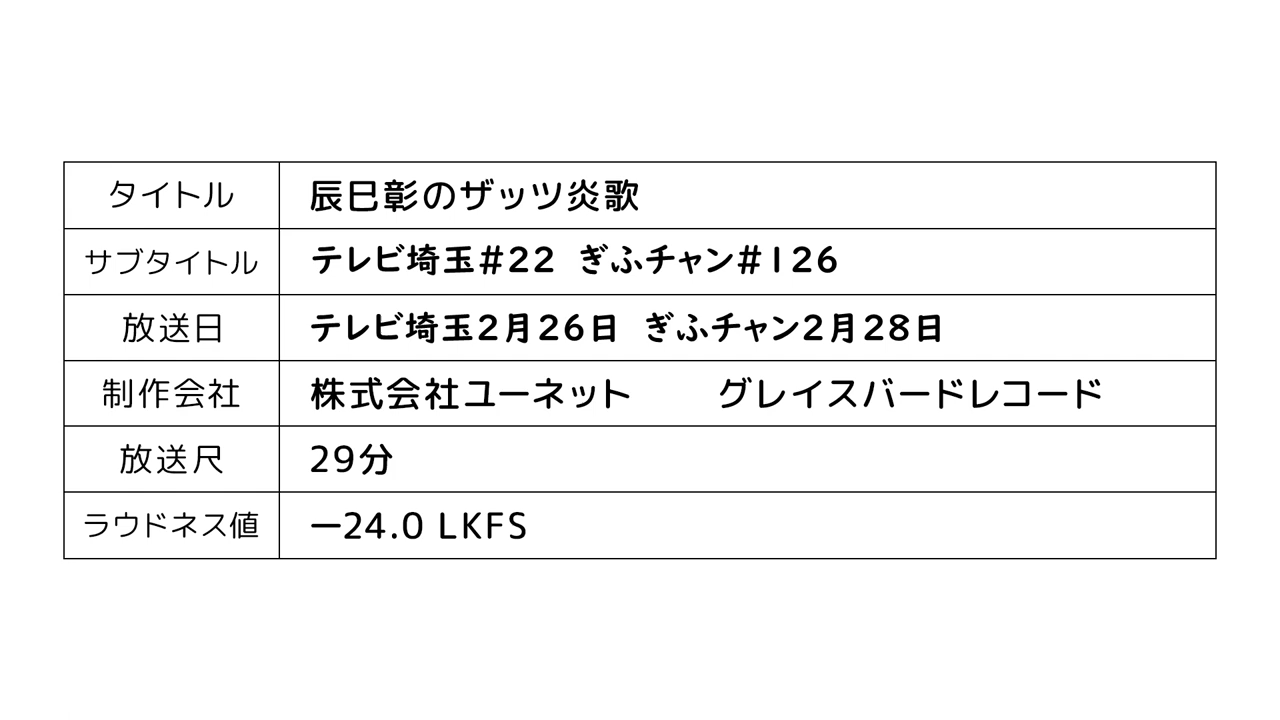 タイトル 辰巳彰のザッツ炎歌
サブタイトル テレビ埼玉#22 ぎふチャン#126
放送日 テレビ埼玉2月26日 ぎふチャン2月28日
制作会社 株式会社ユーネット グレイスバードレコード
放送尺 29分
ラウドネス値 ー24.0 LKFS